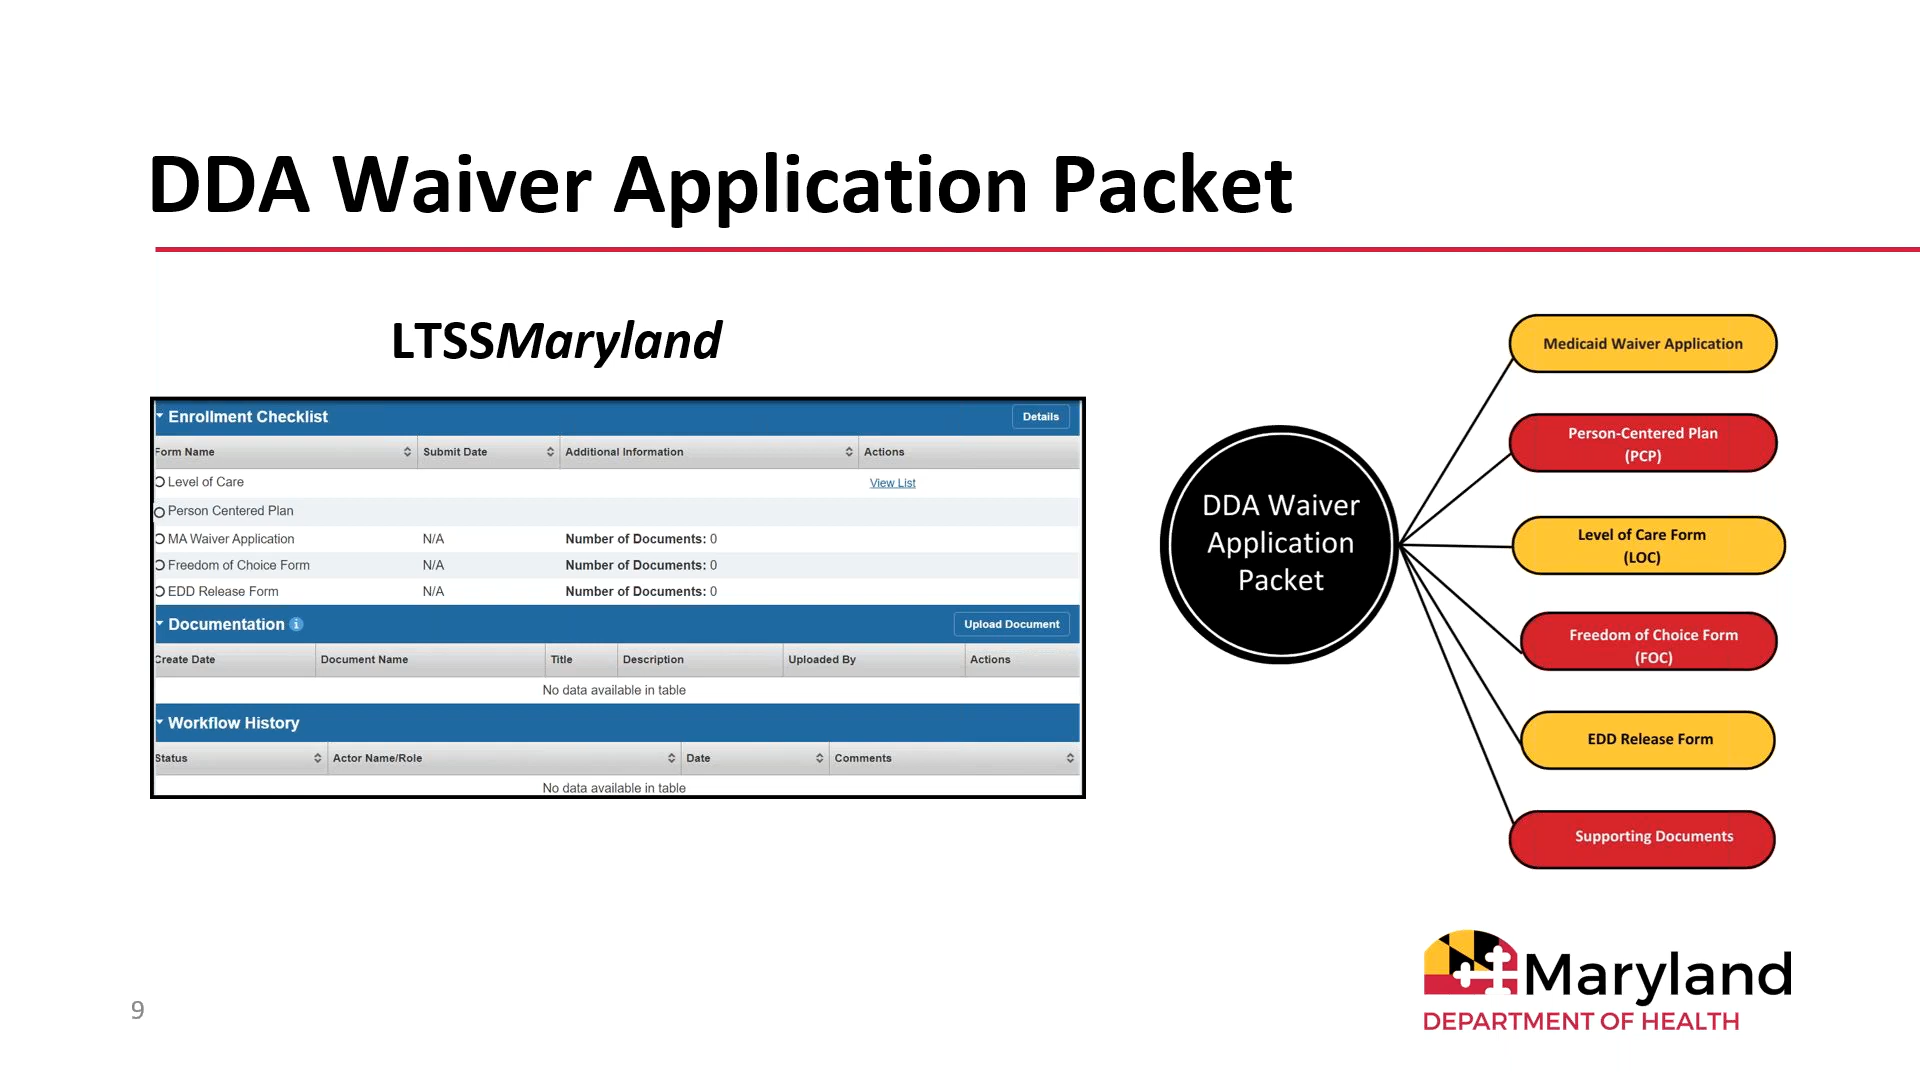 DDA Waiver Application Packet
LTSSMaryland
Enrollment Checklist Details
Form Name Submit Date Additional Information Actions
Level of Care View List
Person Centered Plan
MA Waiver Application N/A Number of Documents: 0
Freedom of Choice Form N/A Number of Documents: 0
EDD Release Form N/A Number of Documents: 0
Documentation Upload Document
Create Date Document Name Title Description Uploaded By Actions
No data available in table
Workflow History
Status Actor Name/Role Date Comments
No data available in table
DDA Waiver
Application
Packet
Medicaid Waiver Application
Person-Centered Plan
(PCP)
Level of Care Form
(LOC)
Freedom of Choice Form
(FOC)
EDD Release Form
Supporting Documents
9
Maryland
DEPARTMENT OF HEALTH